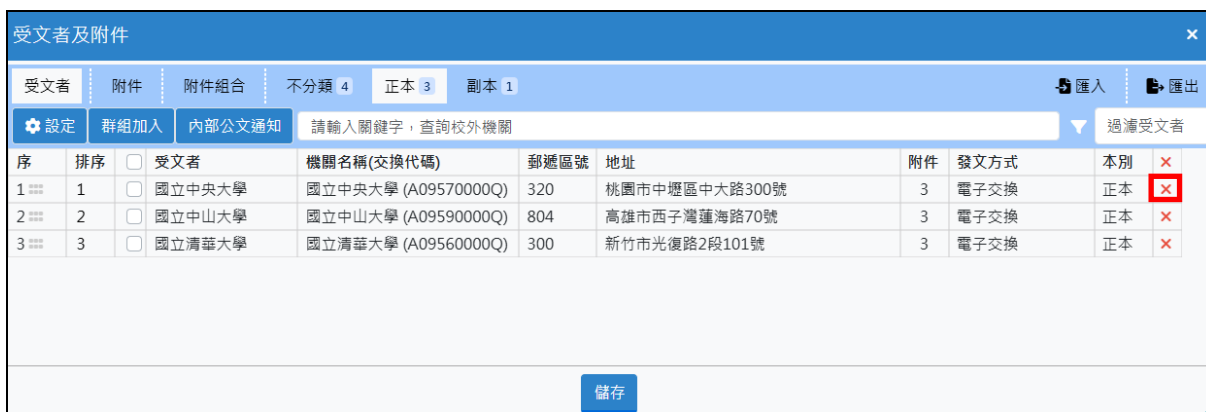 受文者及附件 ×
受文者 附件 附件組合 不分類 4 正本 3 副本 1 匯入 匯出
設定 群組加入 內部公文通知 請輸入關鍵字，查詢校外機關 過濾受文者
序 排序 受文者 機關名稱(交換代碼) 郵遞區號 地址 附件 發文方式 本別 ×
1 1 國立中央大學 國立中央大學 (A09570000Q) 320 桃園市中壢區中大路300號 3 電子交換 正本 ×
2 2 國立中山大學 國立中山大學 (A09590000Q) 804 高雄市西子灣蓮海路70號 3 電子交換 正本 ×
3 3 國立清華大學 國立清華大學 (A09560000Q) 300 新竹市光復路2段101號 3 電子交換 正本 ×
儲存